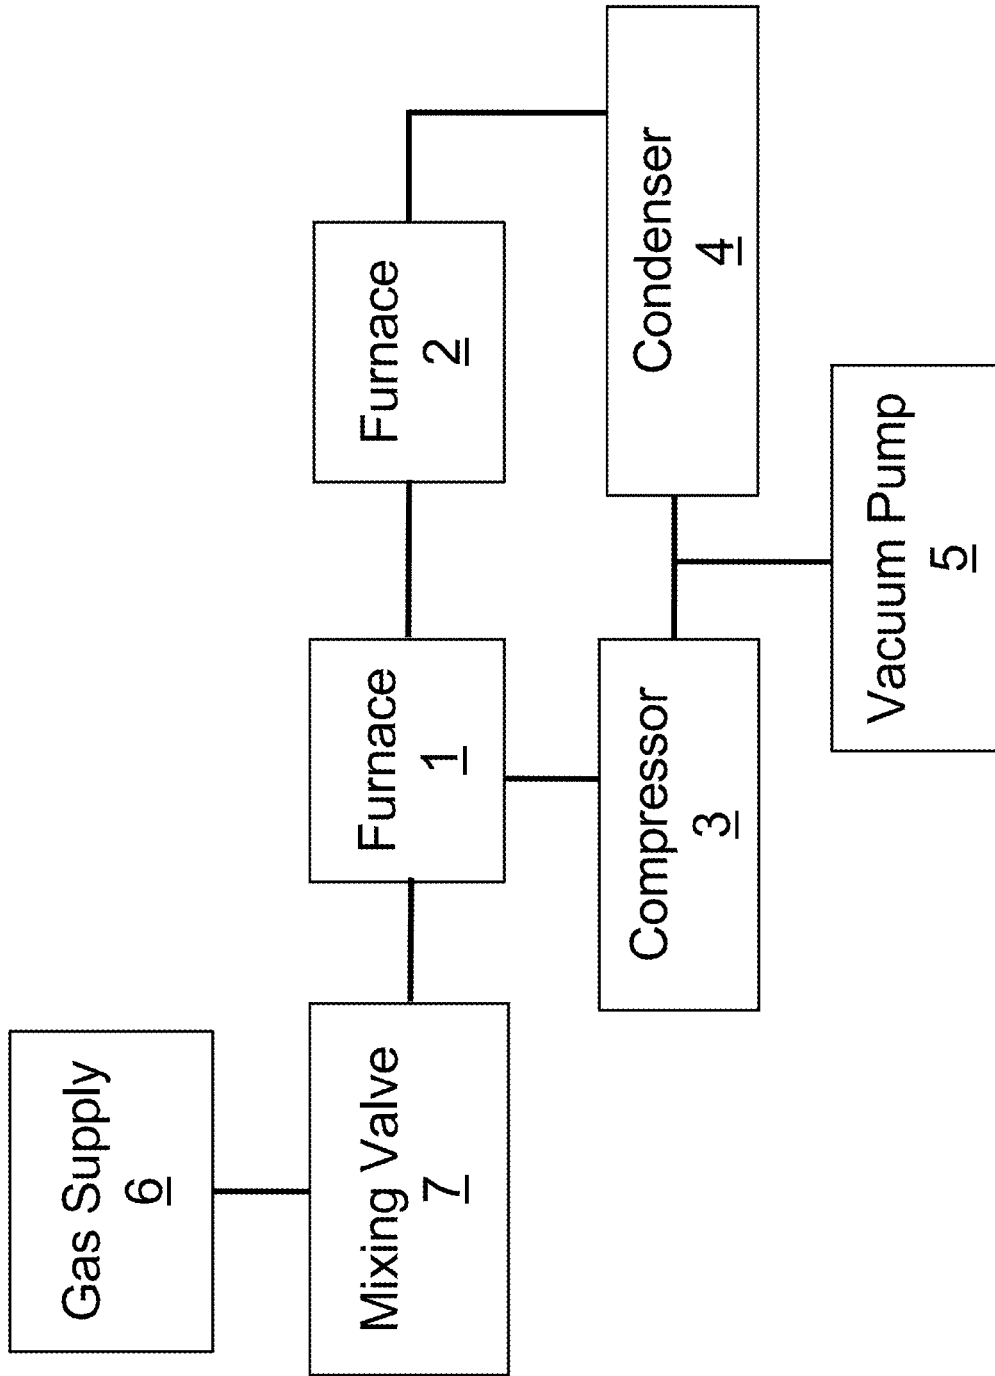 Gas Supply
6
Mixing Valve
7
Furnace
1
Furnace
2
Compressor
3
Condenser
4
Vacuum Pump
5